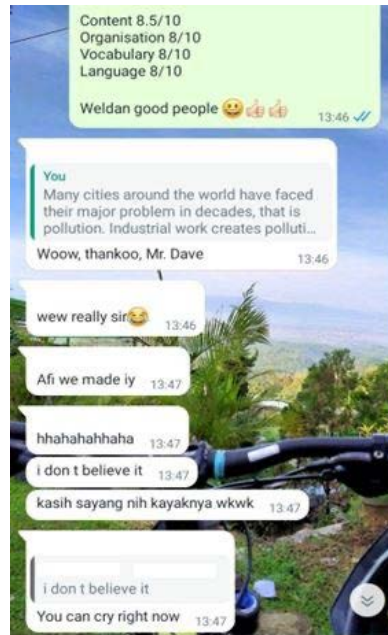 Content 8.5/10
Organisation 8/10
Vocabulary 8/10
Language 8/10
Weldan good people 😀👍🏻👍🏻
13:46
You
Many cities around the world have faced
their major problem in decades, that is
pollution. Industrial work creates polluti...
Woow, thankoo, Mr. Dave
13:46
wew really sir😂 13:46
Afi we made iy 13:47
hhahahahhaha 13:47
i don t believe it 13:47
kasih sayang nih kayaknya wkwk 13:47
i don t believe it
You can cry right now 13:47